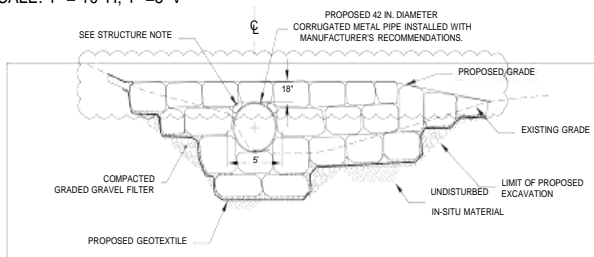 SCALE: 1" = 10' H, 1" =5' V
℄
PROPOSED 42 IN. DIAMETER
CORRUGATED METAL PIPE INSTALLED WITH
MANUFACTURER'S RECOMMENDATIONS.
SEE STRUCTURE NOTE
PROPOSED GRADE
18"
EXISTING GRADE
5'
COMPACTED
GRADED GRAVEL FILTER
LIMIT OF PROPOSED
EXCAVATION
UNDISTURBED
IN-SITU MATERIAL
PROPOSED GEOTEXTILE